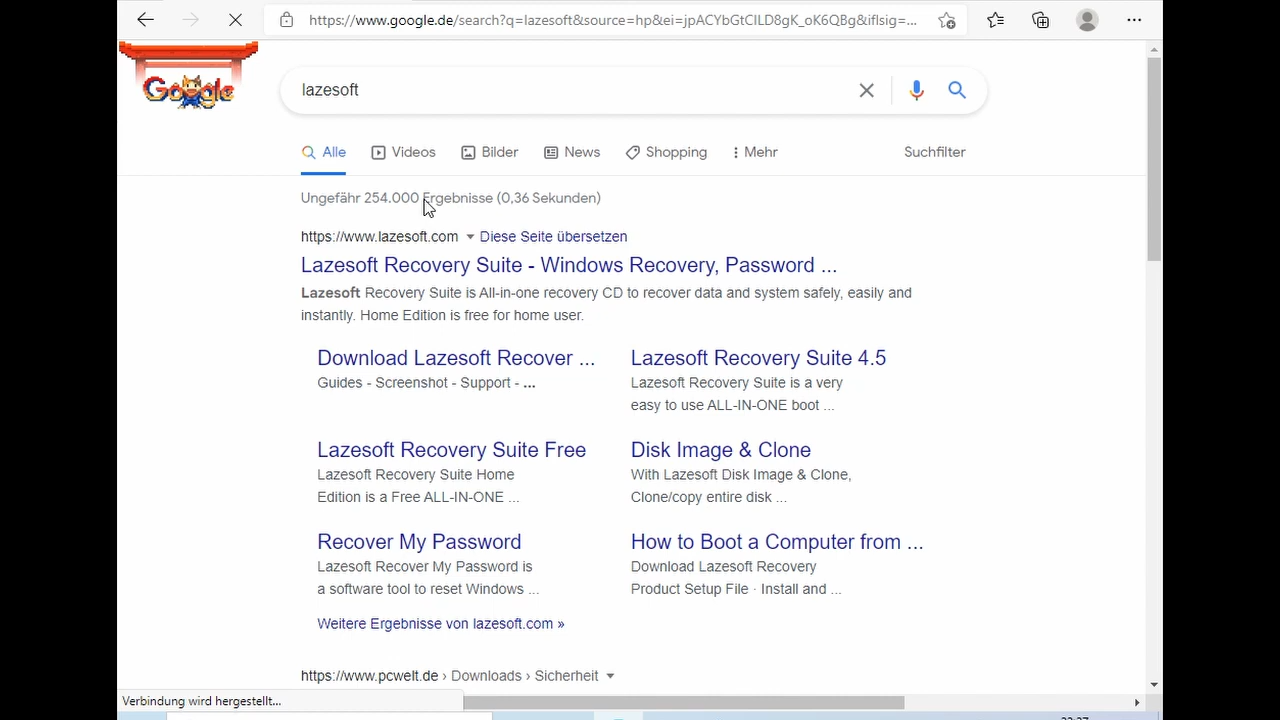 https://www.google.de/search?q=lazesoft&source=hp&ei=jpACYbGtCILD8gK_oK6QBg&iflsig=...
Google
lazesoft
Alle
Videos
Bilder
News
Shopping
Mehr
Suchfilter
Ungefähr 254.000 Ergebnisse (0,36 Sekunden)
https://www.lazesoft.com Diese Seite übersetzen
Lazesoft Recovery Suite - Windows Recovery, Password ...
Lazesoft Recovery Suite is All-in-one recovery CD to recover data and system safely, easily and
instantly. Home Edition is free for home user.
Download Lazesoft Recover ...
Guides - Screenshot - Support - ...
Lazesoft Recovery Suite 4.5
Lazesoft Recovery Suite is a very
easy to use ALL-IN-ONE boot ...
Lazesoft Recovery Suite Free
Lazesoft Recovery Suite Home
Edition is a Free ALL-IN-ONE ...
Disk Image & Clone
With Lazesoft Disk Image & Clone,
Clone/copy entire disk ...
Recover My Password
Lazesoft Recover My Password is
a software tool to reset Windows ...
How to Boot a Computer from ...
Download Lazesoft Recovery
Product Setup File · Install and ...
Weitere Ergebnisse von lazesoft.com »
https://www.pcwelt.de › Downloads › Sicherheit
Verbindung wird hergestellt...